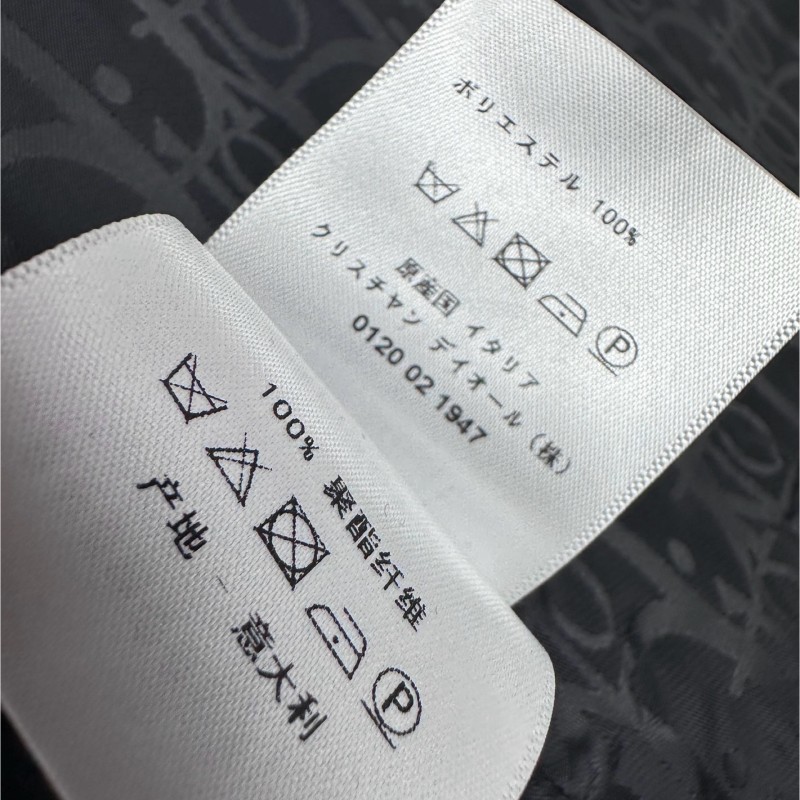 ポリエステル 100%
P
原産国 イタリア
クリスチャン ディオール (株)
0120 02 1947
100% 聚酯纤维
P
产地 - 意大利